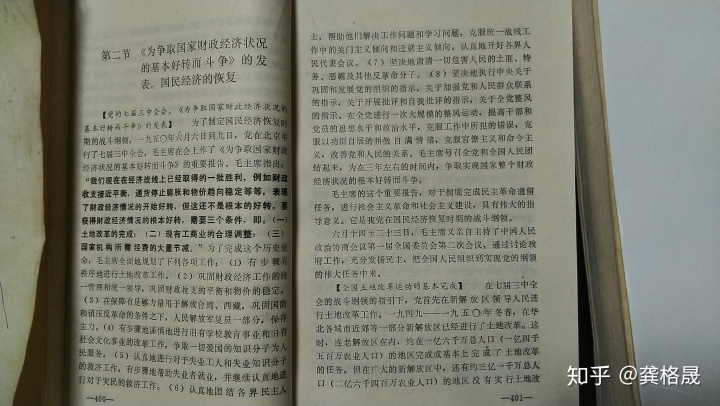 第二节 《为争取国家财政经济状况
的基本好转而斗争》的发
表。国民经济的恢复
【党的七届三中全会,《为争取国家财政经济状况的
基本好转而斗争》的发表】 为了制定国民经济恢复时
期的战斗纲领,一九五〇年六月六日到九日,党在北京举
行了七届三中全会。毛主席在会上作了《为争取国家财政经
济状况的基本好转而斗争》的重要报告。毛主席指出:
“我们现在在经济战线上已经取得的一批胜利,例如财政
收支接近平衡,通货停止膨胀和物价趋向稳定等等,表现
了财政经济情况的开始好转,但这还不是根本的好转。要
获得财政经济情况的根本好转,需要三个条件,即:(一)
土地改革的完成;(二)现有工商业的合理调整;(三)
国家机构所需经费的大量节减。”为了完成这个历史使
命,毛主席全面地规划了下列各项工作:(1)有步骤有
秩序地进行土地改革工作。(2)巩固财政经济工作的统
一管理和统一领导,巩固财政收支的平衡和物价的稳定。
(3)在保障有足够力量用于解放台湾、西藏,巩固国防
和镇压反革命的条件之下,人民解放军复员一部分,保存
主力。(4)有步骤地谨慎地进行旧有学校教育事业和旧有
社会文化事业的改革工作,争取一切爱国的知识分子为人
民服务。(5)认真地进行对于失业工人和失业知识分子
的救济工作,有步骤地帮助失业者就业,并继续认真地进
行对于灾民的救济工作。(6)认真地团结各界民主人
—400—
士,帮助他们解决工作问题和学习问题,克服统一战线工
作中的关门主义倾向和迁就主义倾向,认真地开好各界人
民代表会议。(7)坚决地肃清一切危害人民的土匪、特
务、恶霸及其他反革命分子。(8)坚决地执行中央关于
巩固和发展党的组织的指示,关于加强党和人民群众联系
的指示,关于开展批评和自我批评的指示,关于全党整风
的指示,在全党进行一次大规模的整风运动,提高干部和
党员的思想水平和政治水平,克服工作中所犯的错误,克
服以功臣自居的骄傲自满情绪,克服官僚主义和命令主
义,改善党和人民的关系。毛主席号召全党和全国人民团
结起来,为在三年左右的时间内,争取实现国家整个财政
经济状况的根本好转而斗争。
毛主席的这个重要报告,对于彻底完成民主革命遗留
任务,进行社会主义革命和社会主义建设,具有伟大的指
导意义。它是我党在国民经济恢复时期的战斗纲领。
六月十四至二十三日,毛主席又亲自主持了中国人民
政治协商会议第一届全国委员会第二次会议,通过讨论政
府工作,充分发扬民主,把全国人民组织到实现党的纲领
的伟大任务中来。
【全国土地改革运动的基本完成】 在七届三中全
会的战斗纲领的指引下,党首先在新解放区领导人民进
行土地改革。一九四九——一九五〇年冬春,在华
北各城市近郊等一部分新解放区已经进行了土地改革。这
时,连老解放区在内,约在一亿六千万总人口(一亿四千
五百万农业人口)的地区完成或基本上完成了土地改革
的任务。但在广大的新解放区中,还有约三亿一千万总人
口(二亿六千四百万农业人口)的地区没有实行土地改
—401—
知乎 @龚格晟